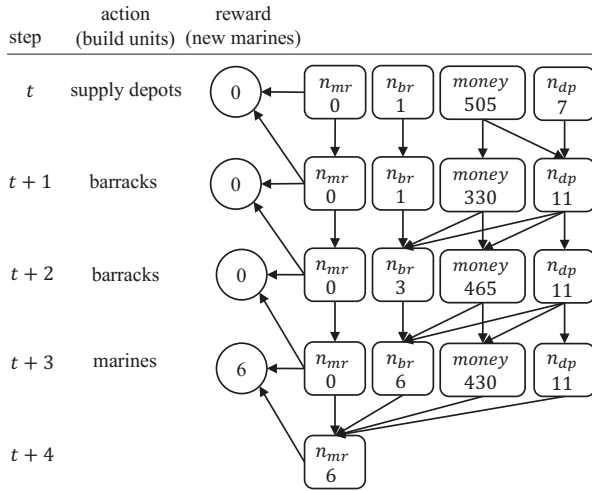 step action (build units) reward (new marines)
t supply depots 0 n_mr 0 n_br 1 money 505 n_dp 7
t + 1 barracks 0 n_mr 0 n_br 1 money 330 n_dp 11
t + 2 barracks 0 n_mr 0 n_br 3 money 465 n_dp 11
t + 3 marines 6 n_mr 0 n_br 6 money 430 n_dp 11
t + 4 n_mr 6